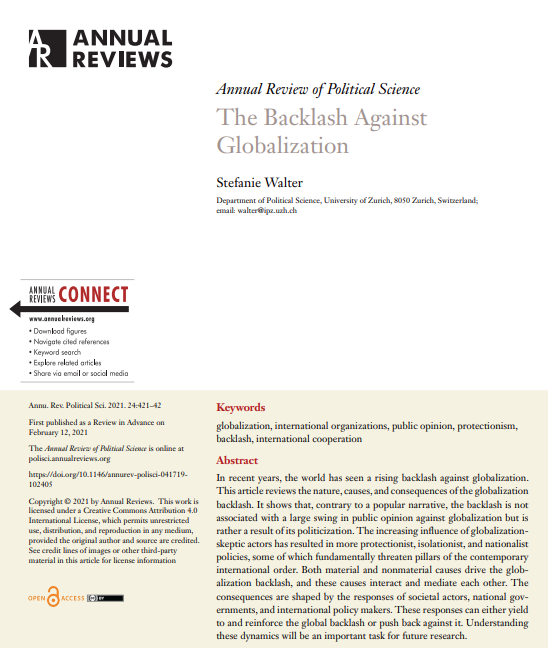 AR ANNUAL
REVIEWS
Annual Review of Political Science
The Backlash Against
Globalization
Stefanie Walter
Department of Political Science, University of Zurich, 8050 Zurich, Switzerland;
email: walter@ipz.uzh.ch
ANNUAL
REVIEWS CONNECT
www.annualreviews.org
• Download figures
• Navigate cited references
• Keyword search
• Explore related articles
• Share via email or social media
Annu. Rev. Political Sci. 2021. 24:421–42
First published as a Review in Advance on
February 12, 2021
The Annual Review of Political Science is online at
polisci.annualreviews.org
https://doi.org/10.1146/annurev-polisci-041719-
102405
Copyright © 2021 by Annual Reviews. This work is
licensed under a Creative Commons Attribution 4.0
International License, which permits unrestricted
use, distribution, and reproduction in any medium,
provided the original author and source are credited.
See credit lines of images or other third-party
material in this article for license information
OPEN ACCESS CC BY
Keywords
globalization, international organizations, public opinion, protectionism,
backlash, international cooperation
Abstract
In recent years, the world has seen a rising backlash against globalization.
This article reviews the nature, causes, and consequences of the globalization
backlash. It shows that, contrary to a popular narrative, the backlash is not
associated with a large swing in public opinion against globalization but is
rather a result of its politicization. The increasing influence of globalization-
skeptic actors has resulted in more protectionist, isolationist, and nationalist
policies, some of which fundamentally threaten pillars of the contemporary
international order. Both material and nonmaterial causes drive the glob-
alization backlash, and these causes interact and mediate each other. The
consequences are shaped by the responses of societal actors, national gov-
ernments, and international policy makers. These responses can either yield
to and reinforce the global backlash or push back against it. Understanding
these dynamics will be an important task for future research.